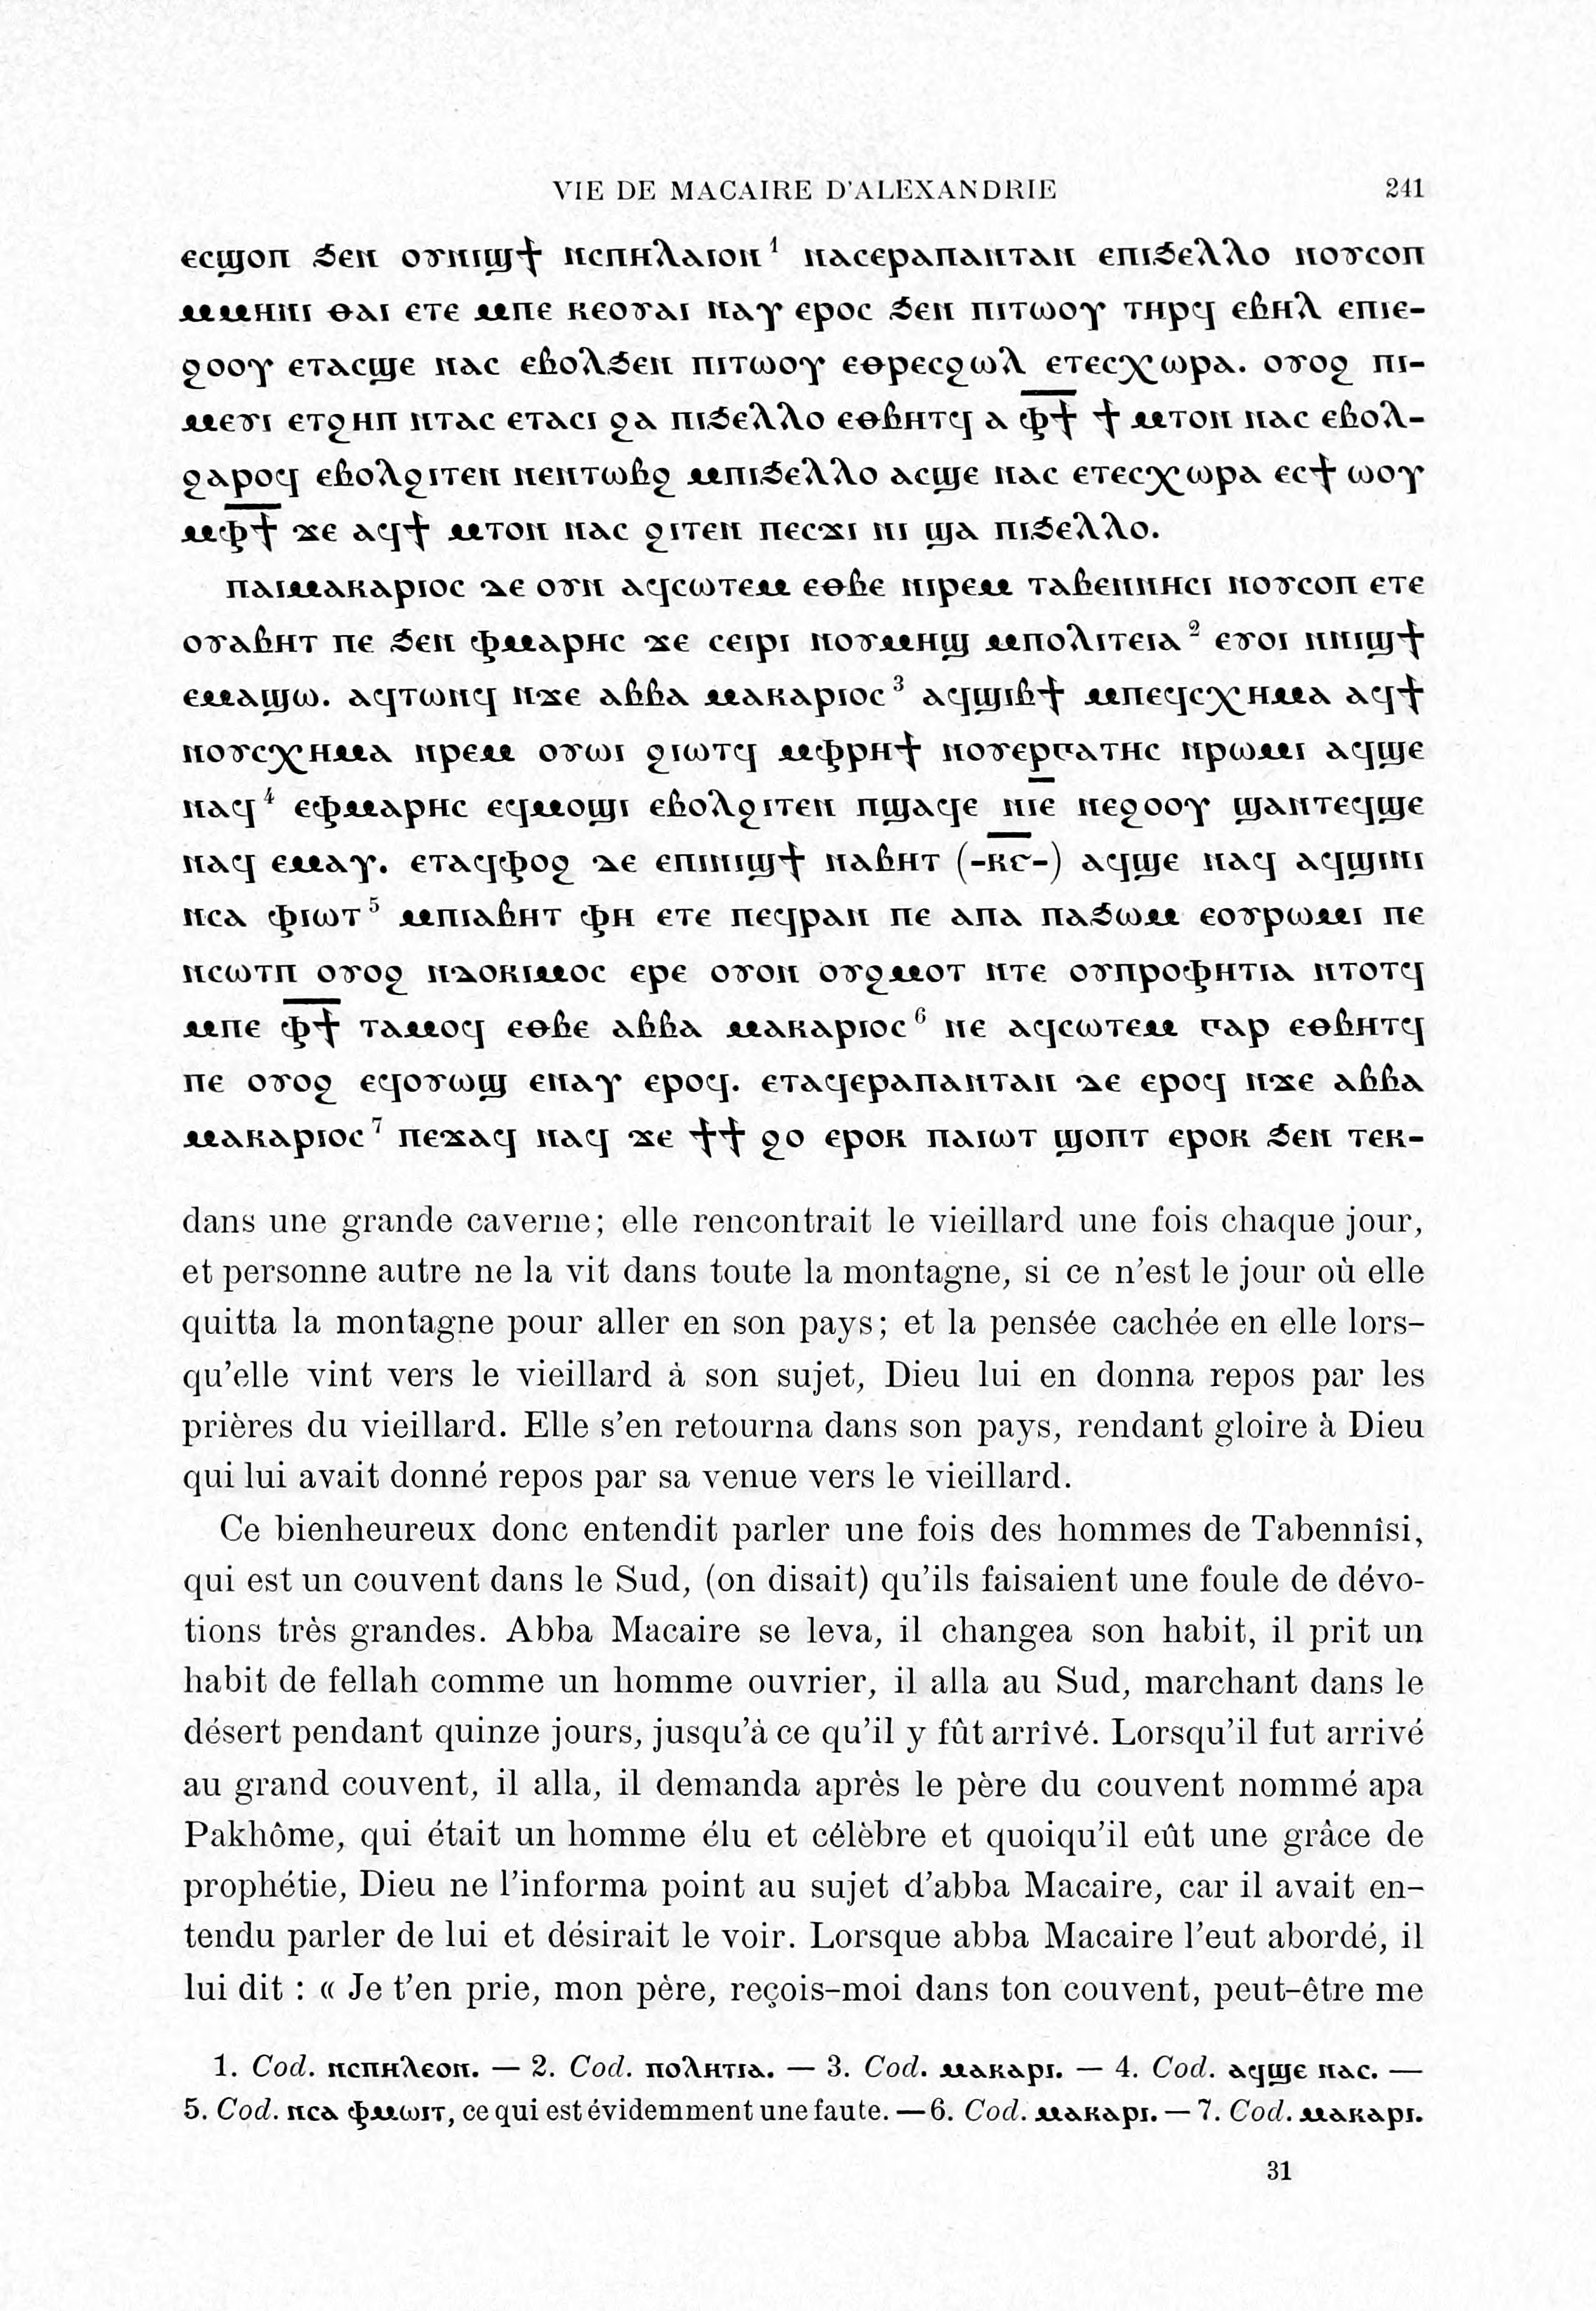 VIE DE MACAIRE D'ALEXANDRIE 241
ⲉⲥϣⲟⲡ ϧⲉⲛ ⲟⲩⲛⲓϣϯ ⲛⲥⲡⲏⲗⲁⲓⲟⲛ¹ ⲛⲁⲥⲉⲣⲁⲡⲁⲛⲧⲁⲛ ⲉⲡⲓϧⲉⲗⲗⲟ ⲛⲟⲩⲥⲟⲡ
ⲙⲙⲏⲛⲓ ⲑⲁⲓ ⲉⲧⲉ ⲙⲡⲉ ⲕⲉⲟⲩⲁⲓ ⲛⲁⲩ ⲉⲣⲟⲥ ϧⲉⲛ ⲡⲓⲧⲱⲟⲩ ⲧⲏⲣϥ ⲉⲃⲏⲗ ⲉⲡⲓⲉ-
ϩⲟⲟⲩ ⲉⲧⲁⲥϣⲉ ⲛⲁⲥ ⲉⲃⲟⲗϧⲉⲛ ⲡⲓⲧⲱⲟⲩ ⲉⲑⲣⲉⲥϩⲱⲗ ⲉⲧⲉⲥⲭⲱⲣⲁ. ⲟⲩⲟϩ ⲡⲓ-
ⲙⲉⲩⲓ ⲉⲧϩⲏⲡ ⲛⲧⲁⲥ ⲉⲧⲁⲥⲓ ϩⲁ ⲡⲓϧⲉⲗⲗⲟ ⲉⲑⲃⲏⲧϥ ⲁ ⲫ̅ϯ̅ ϯ ⲙⲧⲟⲛ ⲛⲁⲥ ⲉⲃⲟⲗ-
ϩⲁⲣⲟϥ ⲉⲃⲟⲗϩⲓⲧⲉⲛ ⲛⲉⲛⲧⲱⲃϩ ⲙⲡⲓϧⲉⲗⲗⲟ ⲁⲥϣⲉ ⲛⲁⲥ ⲉⲧⲉⲥⲭⲱⲣⲁ ⲉⲥϯ ⲱⲟⲩ
ⲙⲫ̅ϯ̅ ϫⲉ ⲁϥϯ ⲙⲧⲟⲛ ⲛⲁⲥ ϩⲓⲧⲉⲛ ⲡⲉⲥϫⲓ ⲛⲓ ϣⲁ ⲡⲓϧⲉⲗⲗⲟ.
ⲡⲁⲓⲙⲁⲕⲁⲣⲓⲟⲥ ⲇⲉ ⲟⲩⲛ ⲁϥⲥⲱⲧⲉⲙ ⲉⲑⲃⲉ ⲛⲓⲣⲉⲙ ⲧⲁⲃⲉⲛⲛⲏⲥⲓ ⲛⲟⲩⲥⲟⲡ ⲉⲧⲉ
ⲟⲩⲁⲃⲏⲧ ⲡⲉ ϧⲉⲛ ⲫⲙⲁⲣⲏⲥ ϫⲉ ⲥⲉⲓⲣⲓ ⲛⲟⲩⲙⲏϣ ⲙⲡⲟⲗⲓⲧⲉⲓⲁ² ⲉⲩⲟⲓ ⲛⲛⲓϣϯ
ⲉⲙⲁϣⲱ. ⲁϥⲧⲱⲛϥ ⲛϫⲉ ⲁⲃⲃⲁ ⲙⲁⲕⲁⲣⲓⲟⲥ³ ⲁϥϣⲓⲃϯ ⲙⲡⲉϥⲥⲭⲏⲙⲁ ⲁϥϯ
ⲛⲟⲩⲥⲭⲏⲙⲁ ⲛⲣⲉⲙ ⲟⲩⲱⲓ ϩⲓⲱⲧϥ ⲙⲫⲣⲏϯ ⲛⲟⲩⲉⲣⲅⲁⲧⲏⲥ ⲛⲣⲱⲙⲓ ⲁϥϣⲉ
ⲛⲁϥ⁴ ⲉⲫⲙⲁⲣⲏⲥ ⲉϥⲙⲟϣⲓ ⲉⲃⲟⲗϩⲓⲧⲉⲛ ⲡϣⲁϥⲉ ⲛⲓ̅ⲉ̅ ⲛⲉϩⲟⲟⲩ ϣⲁⲛⲧⲉϥϣⲉ
ⲛⲁϥ ⲉⲙⲁⲩ. ⲉⲧⲁϥⲫⲟϩ ⲇⲉ ⲉⲡⲓⲛⲓϣϯ ⲛⲁⲃⲏⲧ (-ⲕ̅ⲋ̅-) ⲁϥϣⲉ ⲛⲁϥ ⲁϥϣⲓⲛⲓ
ⲛⲥⲁ ⲫⲓⲱⲧ⁵ ⲙⲡⲓⲁⲃⲏⲧ ⲫⲏ ⲉⲧⲉ ⲡⲉϥⲣⲁⲛ ⲡⲉ ⲁⲡⲁ ⲡⲁϧⲱⲙ ⲉⲟⲩⲣⲱⲙⲓ ⲡⲉ
ⲛⲥⲱⲧⲡ ⲟⲩⲟϩ ⲛⲇⲟⲕⲓⲙⲟⲥ ⲉⲣⲉ ⲟⲩⲟⲛ ⲟⲩϩⲙⲟⲧ ⲛⲧⲉ ⲟⲩⲡⲣⲟⲫⲏⲧⲓⲁ ⲛⲧⲟⲧϥ
ⲙⲡⲉ ⲫ̅ϯ̅ ⲧⲁⲙⲟϥ ⲉⲑⲃⲉ ⲁⲃⲃⲁ ⲙⲁⲕⲁⲣⲓⲟⲥ⁶ ⲛⲉ ⲁϥⲥⲱⲧⲉⲙ ⲅⲁⲣ ⲉⲑⲃⲏⲧϥ
ⲡⲉ ⲟⲩⲟϩ ⲉϥⲟⲩⲱϣ ⲉⲛⲁⲩ ⲉⲣⲟϥ. ⲉⲧⲁϥⲉⲣⲁⲡⲁⲛⲧⲁⲛ ⲇⲉ ⲉⲣⲟϥ ⲛϫⲉ ⲁⲃⲃⲁ
ⲙⲁⲕⲁⲣⲓⲟⲥ⁷ ⲡⲉϫⲁϥ ⲛⲁϥ ϫⲉ ϯϯ ϩⲟ ⲉⲣⲟⲕ ⲡⲁⲓⲱⲧ ϣⲟⲡⲧ ⲉⲣⲟⲕ ϧⲉⲛ ⲧⲉⲕ-
dans une grande caverne; elle rencontrait le vieillard une fois chaque jour,
et personne autre ne la vit dans toute la montagne, si ce n'est le jour où elle
quitta la montagne pour aller en son pays; et la pensée cachée en elle lors-
qu'elle vint vers le vieillard à son sujet, Dieu lui en donna repos par les
prières du vieillard. Elle s'en retourna dans son pays, rendant gloire à Dieu
qui lui avait donné repos par sa venue vers le vieillard.
Ce bienheureux donc entendit parler une fois des hommes de Tabennîsi,
qui est un couvent dans le Sud, (on disait) qu'ils faisaient une foule de dévo-
tions très grandes. Abba Macaire se leva, il changea son habit, il prit un
habit de fellah comme un homme ouvrier, il alla au Sud, marchant dans le
désert pendant quinze jours, jusqu'à ce qu'il y fût arrivé. Lorsqu'il fut arrivé
au grand couvent, il alla, il demanda après le père du couvent nommé apa
Pakhôme, qui était un homme élu et célèbre et quoiqu'il eût une grâce de
prophétie, Dieu ne l'informa point au sujet d'abba Macaire, car il avait en-
tendu parler de lui et désirait le voir. Lorsque abba Macaire l'eut abordé, il
lui dit : « Je t'en prie, mon père, reçois-moi dans ton couvent, peut-être me
1. Cod. ⲛⲥⲡⲏⲗⲉⲟⲛ. — 2. Cod. ⲡⲟⲗⲏⲧⲓⲁ. — 3. Cod. ⲙⲁⲕⲁⲣⲓ. — 4. Cod. ⲁϥϣⲉ ⲛⲁⲥ. —
5. Cod. ⲛⲥⲁ ⲫⲙⲱⲓⲧ, ce qui est évidemment une faute. — 6. Cod. ⲙⲁⲕⲁⲣⲓ. — 7. Cod. ⲙⲁⲕⲁⲣⲓ.
31